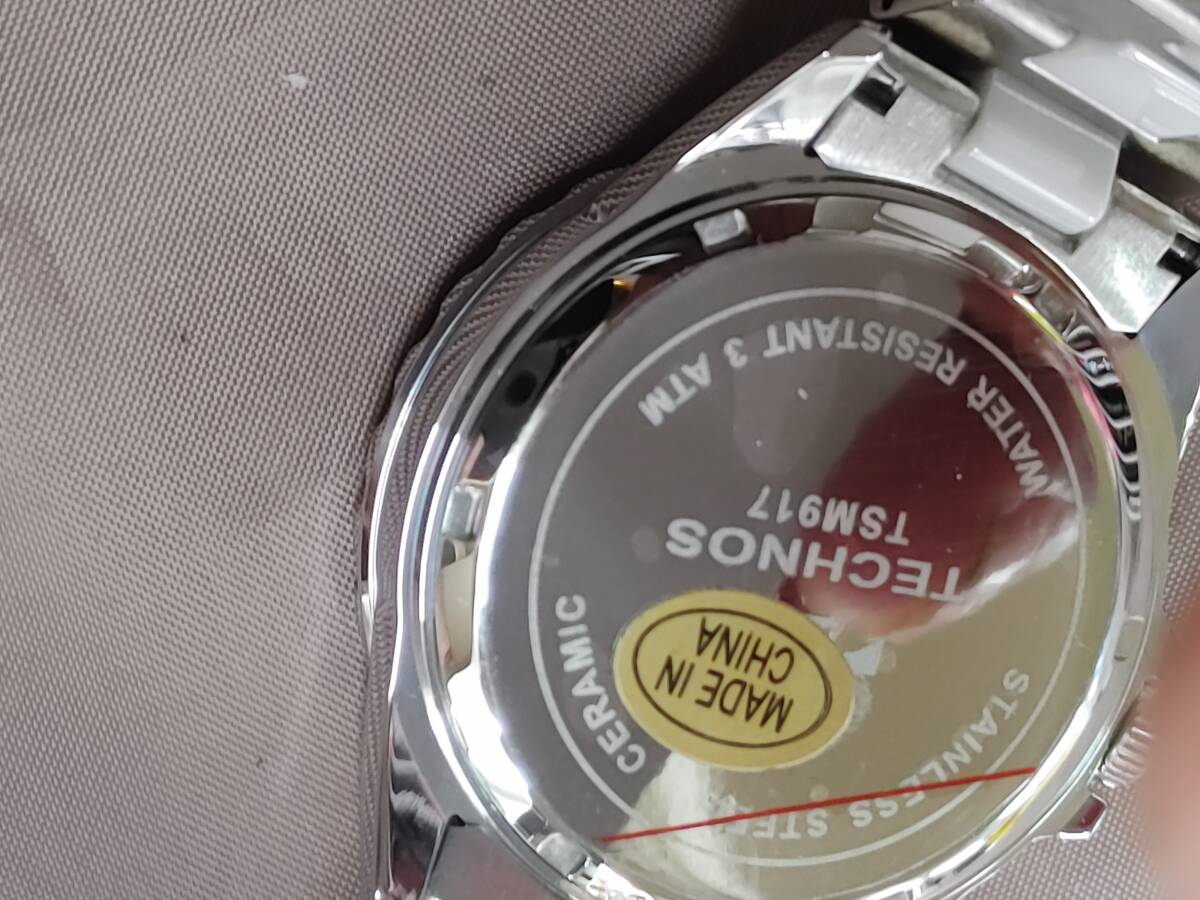 WATER RESISTANT 3 ATM
TSM917
TECHNOS
MADE IN
CHINA
STAINLESS STEEL CERAMIC